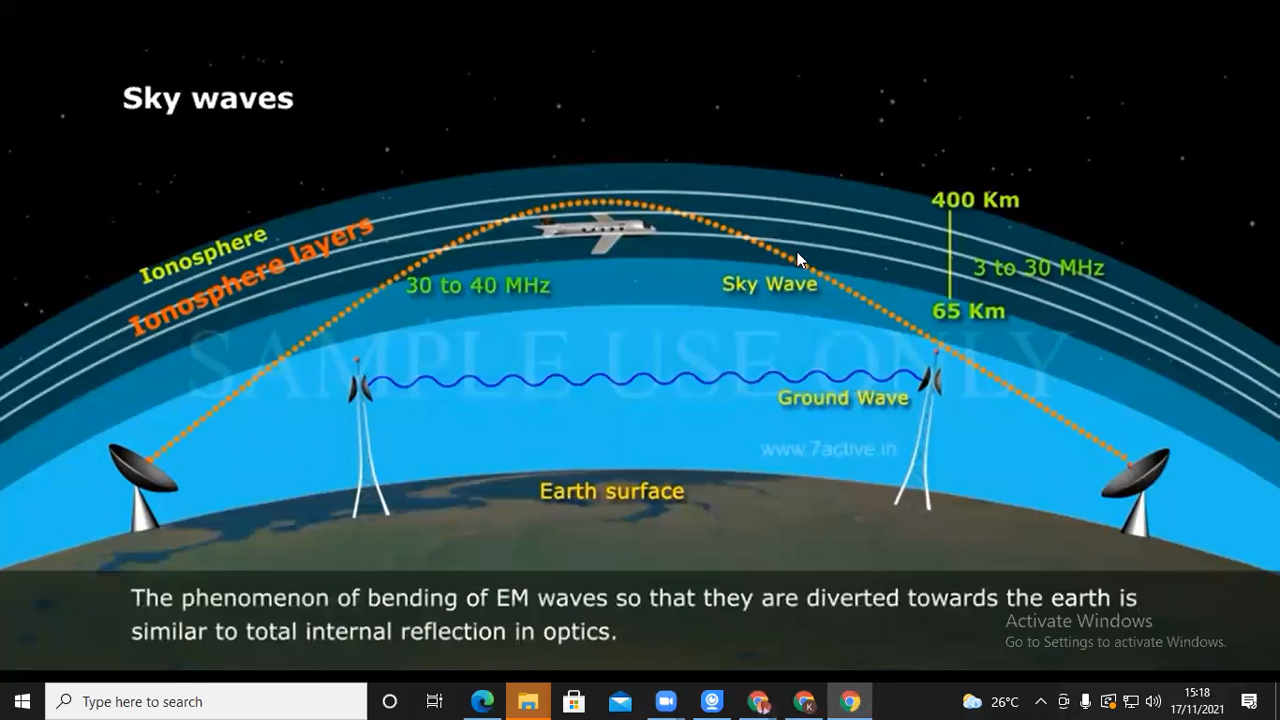 Sky waves
400 Km
Ionosphere
Ionosphere layers
3 to 30 MHz
30 to 40 MHz
Sky Wave
65 Km
SAMPLE USE ONLY
Ground Wave
www.7active.in
Earth surface
The phenomenon of bending of EM waves so that they are diverted towards the earth is
similar to total internal reflection in optics.
Activate Windows
Go to Settings to activate Windows.
Type here to search
K
26°C
15:18
17/11/2021